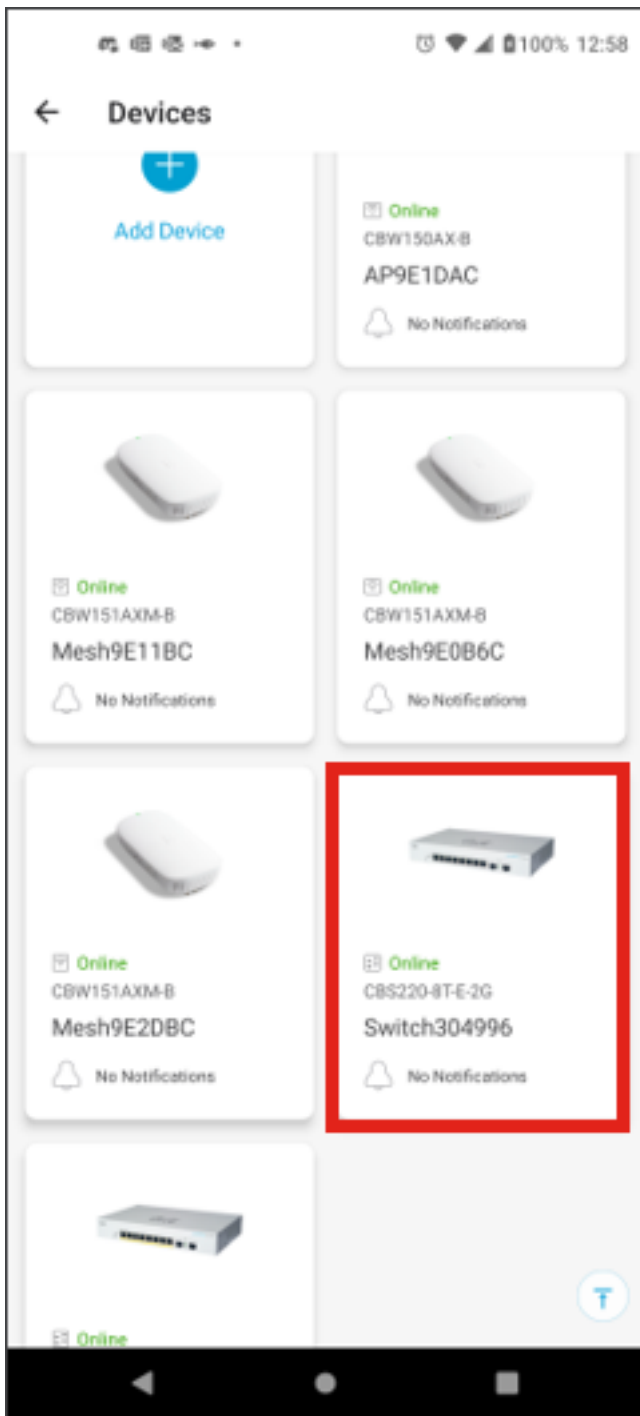 100% 12:58
Devices
Add Device
Online
CBW150AX-B
AP9E1DAC
No Notifications
Online
CBW151AXM-B
Mesh9E11BC
No Notifications
Online
CBW151AXM-B
Mesh9E0B6C
No Notifications
Online
CBW151AXM-B
Mesh9E2DBC
No Notifications
Online
CBS220-8T-E-2G
Switch304996
No Notifications
Online